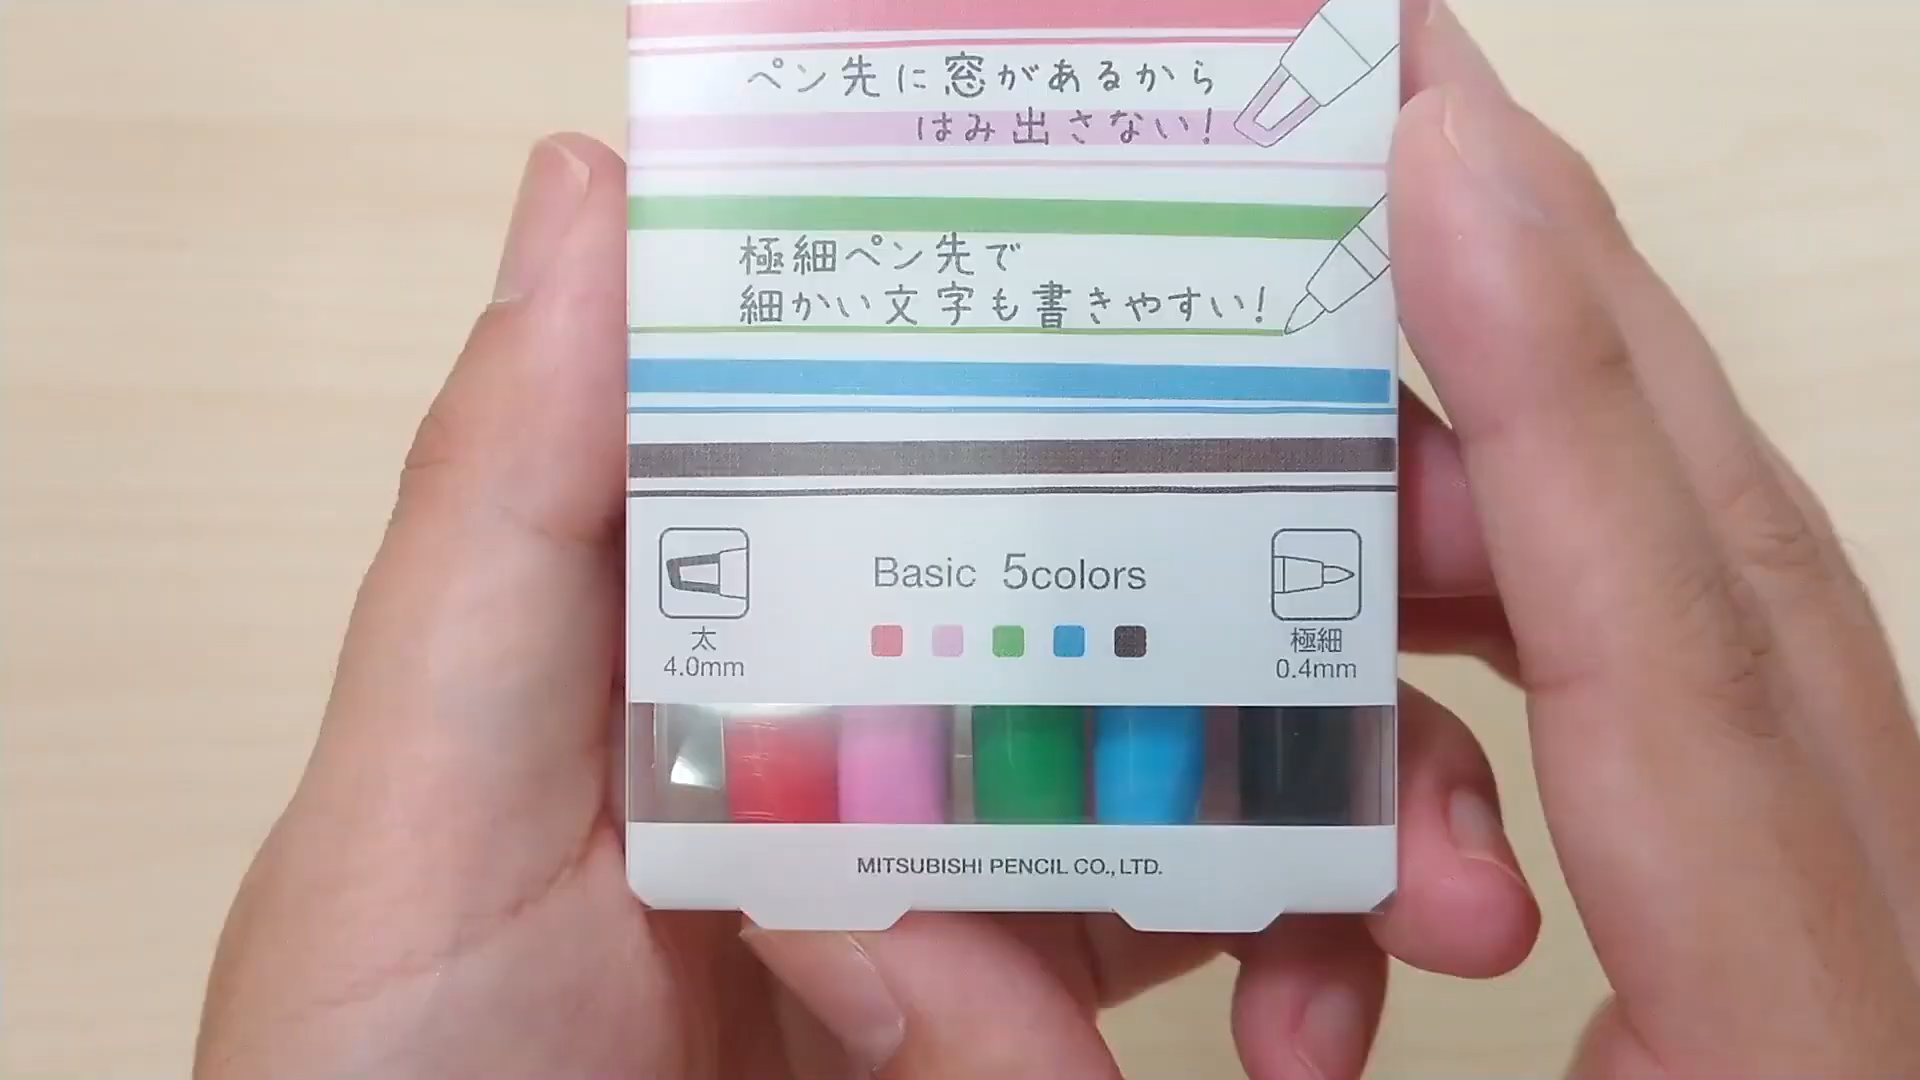 ペン先に窓があるから
はみ出さない!
極細ペン先で
細かい文字も書きやすい!
Basic 5colors
太
4.0mm
極細
0.4mm
MITSUBISHI PENCIL CO., LTD.